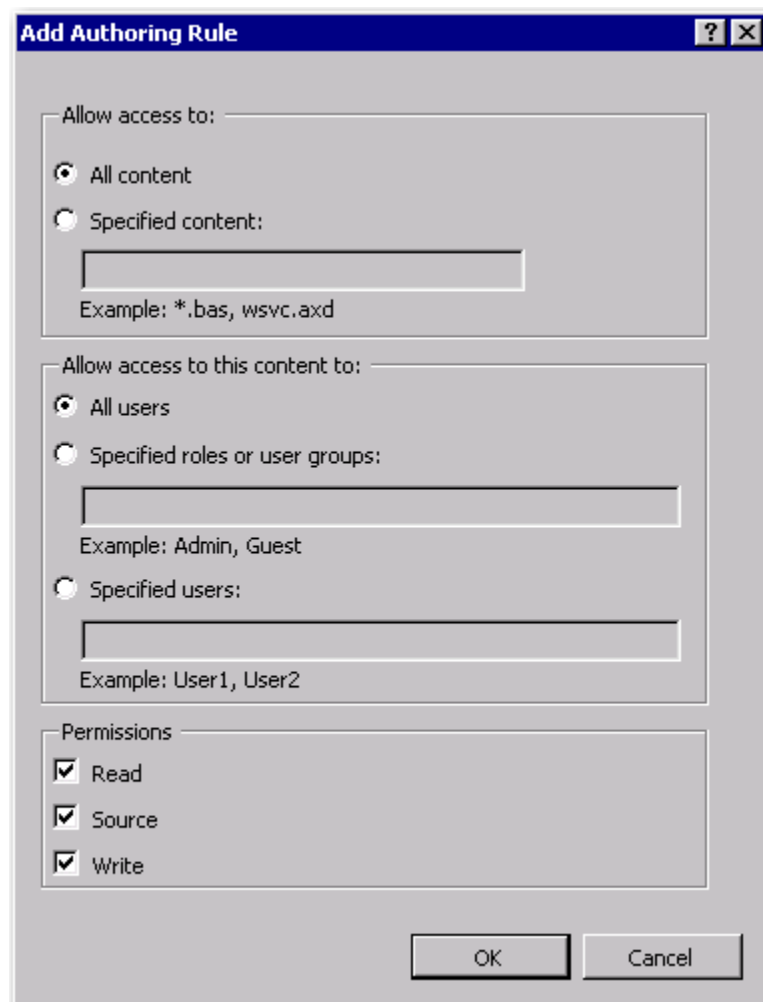 Add Authoring Rule
Allow access to:
All content
Specified content:
Example: *.bas, wsvc.axd
Allow access to this content to:
All users
Specified roles or user groups:
Example: Admin, Guest
Specified users:
Example: User1, User2
Permissions
Read
Source
Write
OK Cancel